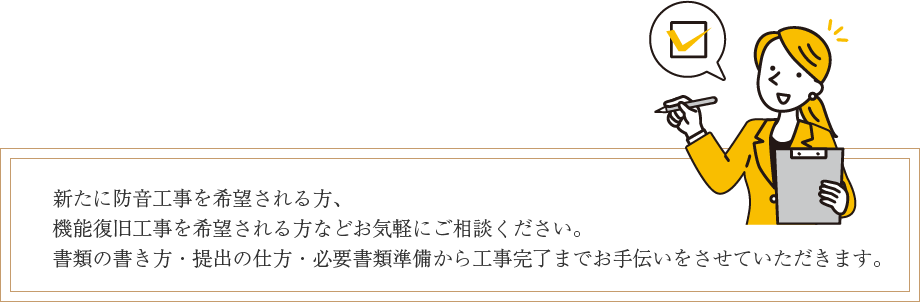 新たに防音工事を希望される方、
機能復旧工事を希望される方などお気軽にご相談ください。
書類の書き方・提出の仕方・必要書類準備から工事完了までお手伝いをさせていただきます。